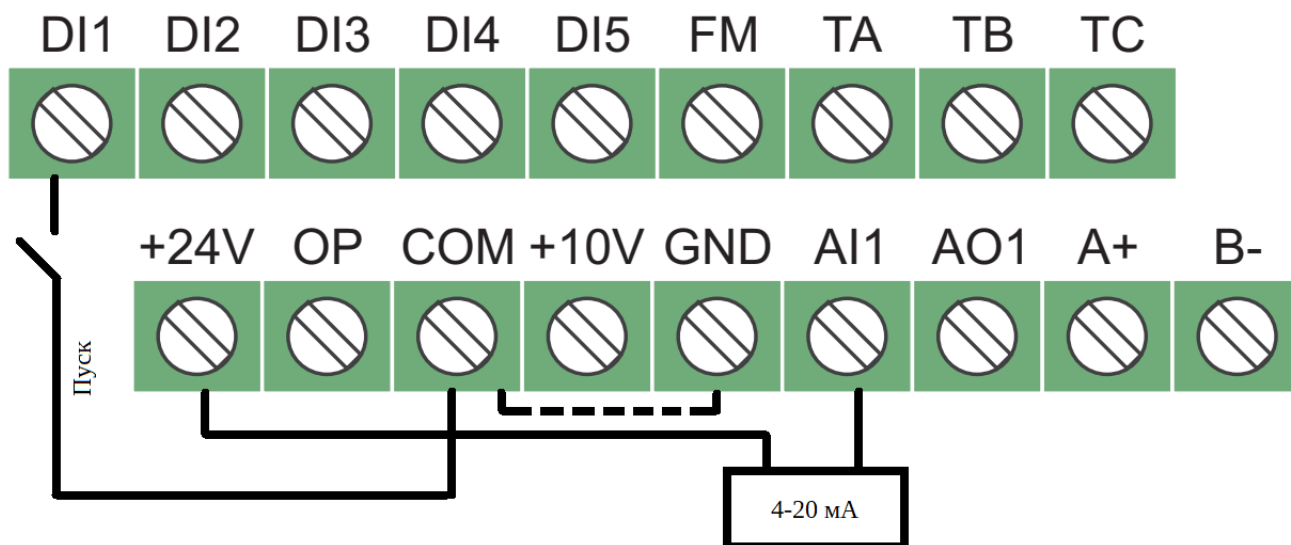 DI1 DI2 DI3 DI4 DI5 FM TA TB TC
+24V OP COM +10V GND AI1 AO1 A+ B-
Пуск
4-20 мА